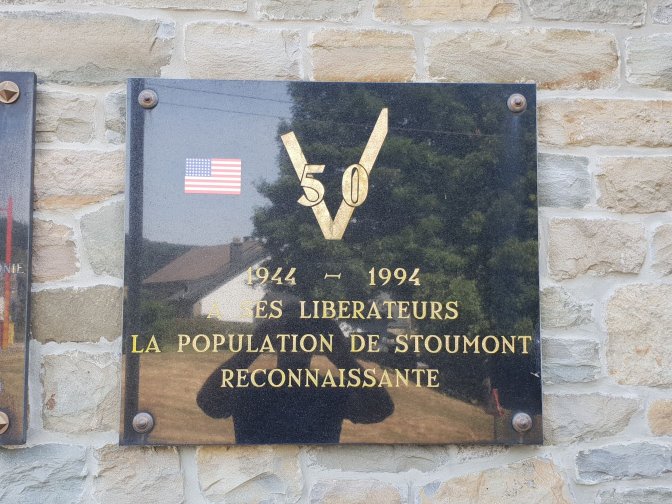 V
50
1944 - 1994
A SES LIBERATEURS
LA POPULATION DE STOUMONT
RECONNAISSANTE